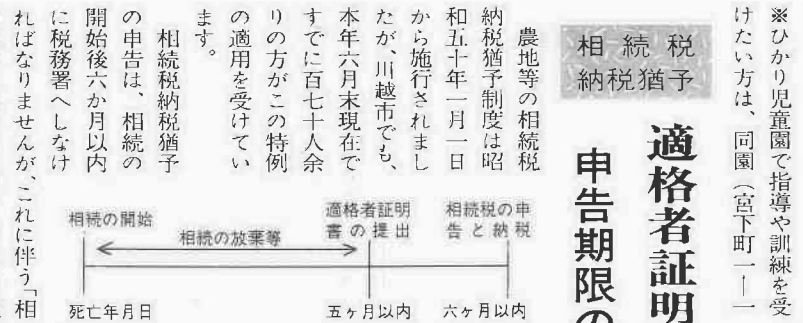 ※ひかり児童園で指導や訓練を受
けたい方は、同園（宮下町一―一
相続税
納税猶予
適格者証明
申告期限の
農地等の相続税
納税猶予制度は昭
和五十年一月一日
から施行されまし
たが、川越市でも、
本年六月末現在で
すでに百七十人余
りの方がこの特例
の適用を受けてい
ます。
相続税納税猶予
の申告は、相続の
開始後六か月以内
に税務署へしなけ
ればなりませんが、これに伴う「相
相続の開始
相続の放棄等
適格者証明
書の提出
相続税の申
告と納税
死亡年月日
五ヶ月以内
六ヶ月以内